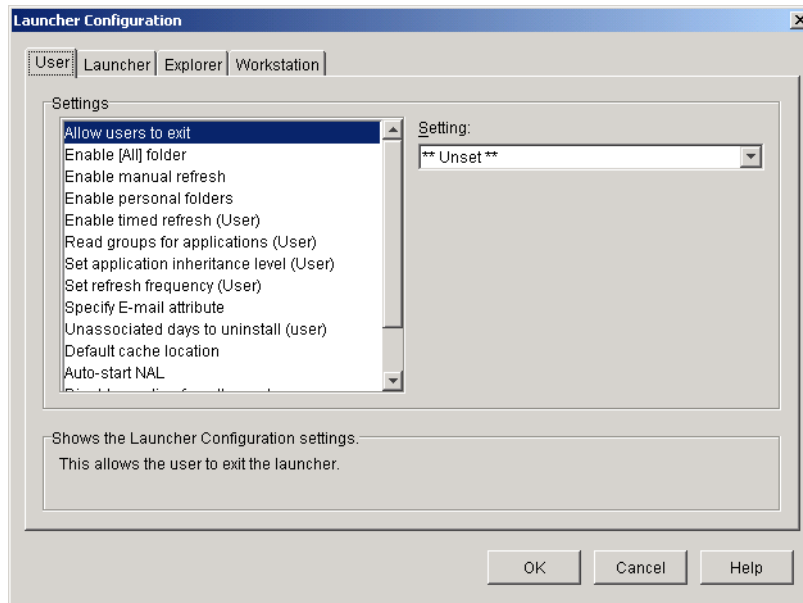 Launcher Configuration
User Launcher Explorer Workstation
Settings
Allow users to exit
Enable [All] folder
Enable manual refresh
Enable personal folders
Enable timed refresh (User)
Read groups for applications (User)
Set application inheritance level (User)
Set refresh frequency (User)
Specify E-mail attribute
Unassociated days to uninstall (user)
Default cache location
Auto-start NAL
Setting:
** Unset **
Shows the Launcher Configuration settings.
This allows the user to exit the launcher.
OK Cancel Help